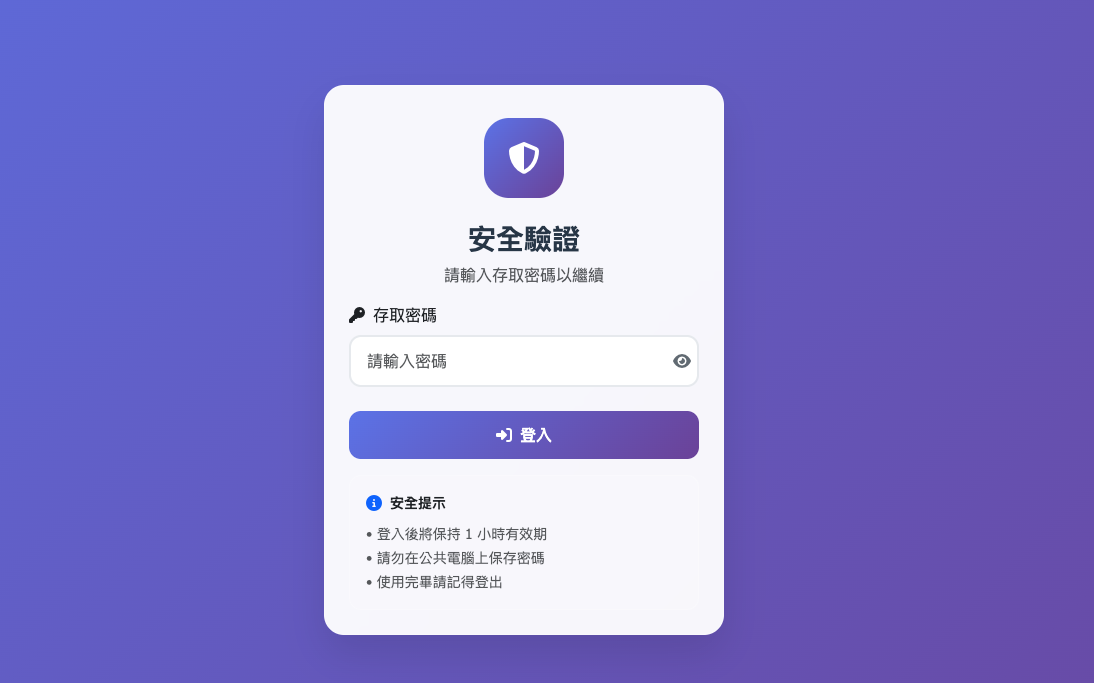 安全驗證
請輸入存取密碼以繼續
存取密碼
請輸入密碼
登入
安全提示
• 登入後將保持 1 小時有效期
• 請勿在公共電腦上保存密碼
• 使用完畢請記得登出